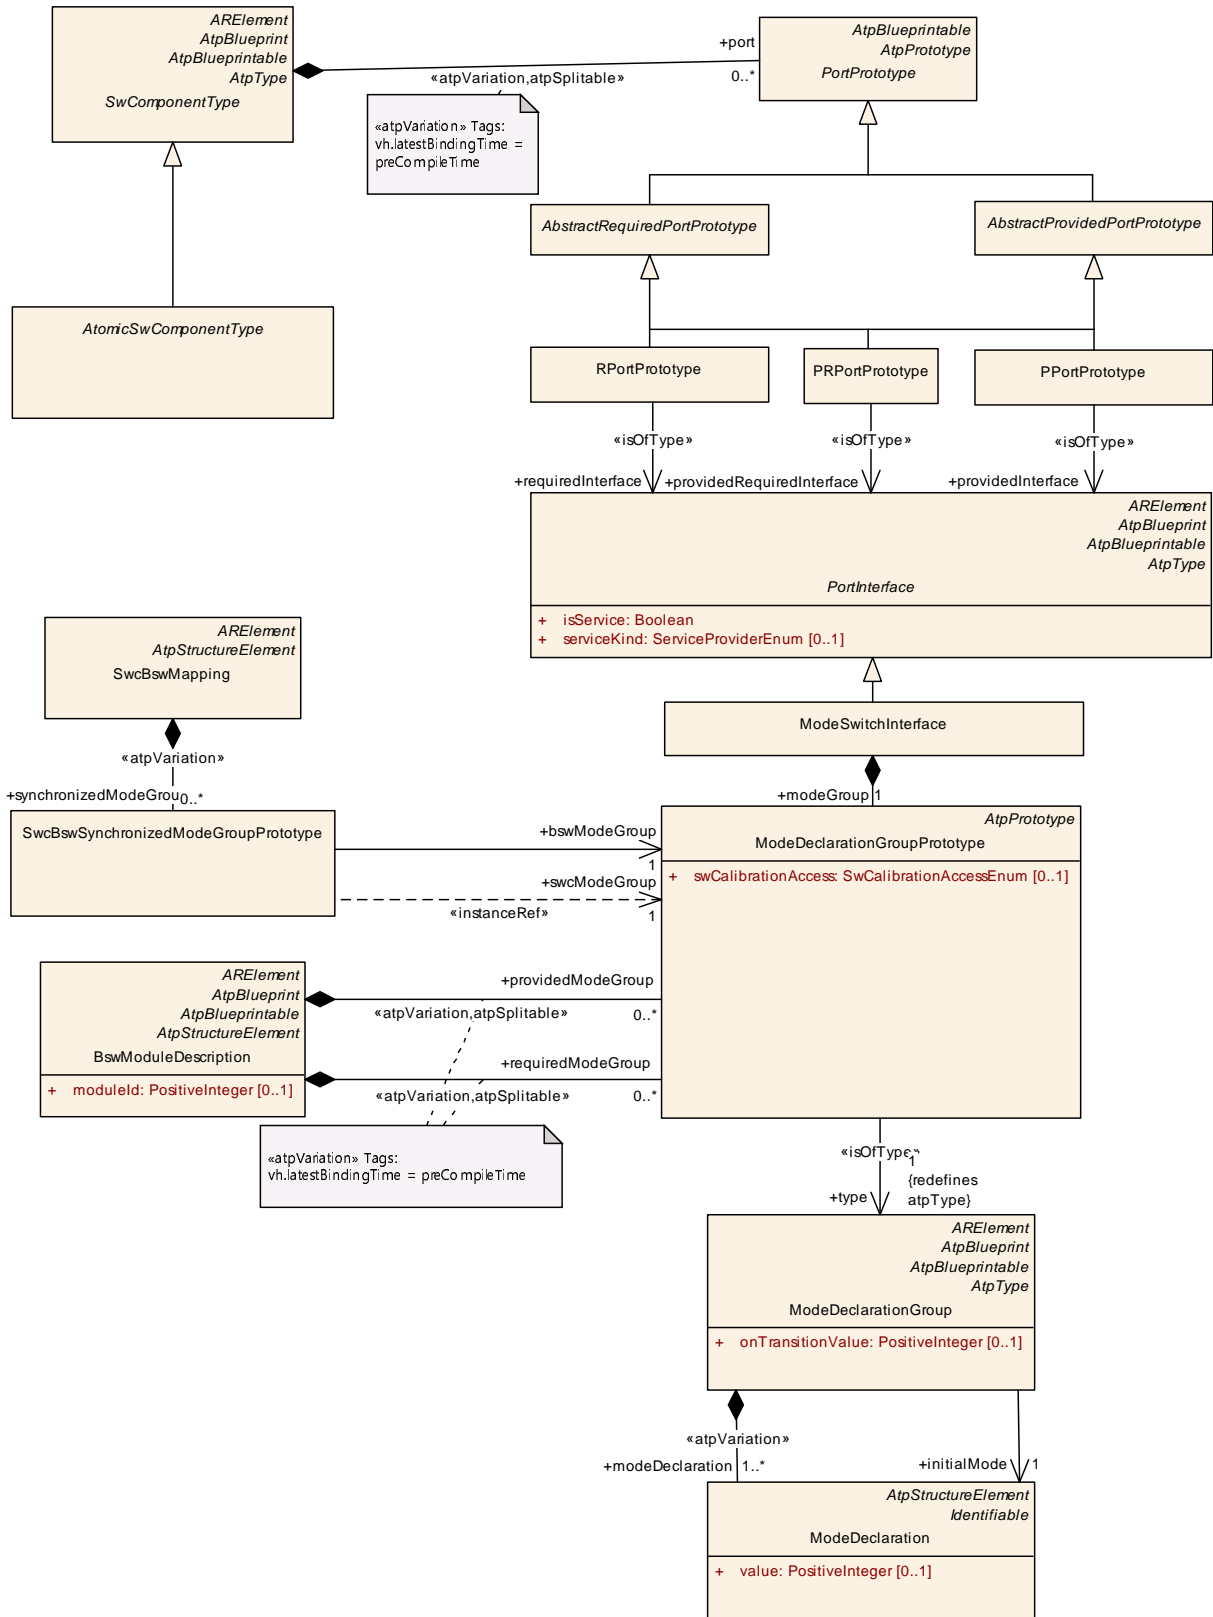 ARElement
AtpBlueprint
AtpBlueprintable
AtpType
SwComponentType
AtpBlueprintable
AtpPrototype
PortPrototype
+port
0..*
«atpVariation,atpSplitable»
«atpVariation» Tags:
vh.latestBindingTime =
preCompileTime
AbstractRequiredPortPrototype
AbstractProvidedPortPrototype
AtomicSwComponentType
RPortPrototype
PRPortPrototype
PPortPrototype
«isOfType»
«isOfType»
«isOfType»
+requiredInterface
+providedRequiredInterface
+providedInterface
ARElement
AtpBlueprint
AtpBlueprintable
AtpType
PortInterface
+ isService: Boolean
+ serviceKind: ServiceProviderEnum [0..1]
ARElement
AtpStructureElement
SwcBswMapping
«atpVariation»
+synchronizedModeGrou
0..*
ModeSwitchInterface
+modeGroup
1
SwcBswSynchronizedModeGroupPrototype
+bswModeGroup
1
+swcModeGroup
1
«instanceRef»
AtpPrototype
ModeDeclarationGroupPrototype
+ swCalibrationAccess: SwCalibrationAccessEnum [0..1]
ARElement
AtpBlueprint
AtpBlueprintable
AtpStructureElement
BswModuleDescription
+ moduleId: PositiveInteger [0..1]
+providedModeGroup
«atpVariation,atpSplitable»
0..*
+requiredModeGroup
«atpVariation,atpSplitable»
0..*
«atpVariation» Tags:
vh.latestBindingTime = preCompileTime
«isOfType»
1
{redefines
atpType}
+type
ARElement
AtpBlueprint
AtpBlueprintable
AtpType
ModeDeclarationGroup
+ onTransitionValue: PositiveInteger [0..1]
«atpVariation»
+modeDeclaration
1..*
+initialMode
1
AtpStructureElement
Identifiable
ModeDeclaration
+ value: PositiveInteger [0..1]